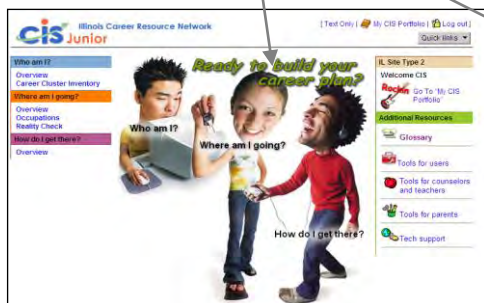 cis Junior
Illinois Career Resource Network
[ Text Only | My CIS Portfolio | Log out ]
Quick links
Who am I?
Overview
Career Cluster Inventory
Where am I going?
Overview
Occupations
Reality Check
How do I get there?
Overview
Ready to build your
career plan?
Who am I?
Where am I going?
How do I get there?
IL Site Type 2
Welcome CIS
Rockin
Go To 'My CIS
Portfolio'
Additional Resources
Glossary
Tools for users
Tools for counselors
and teachers
Tools for parents
Tech support